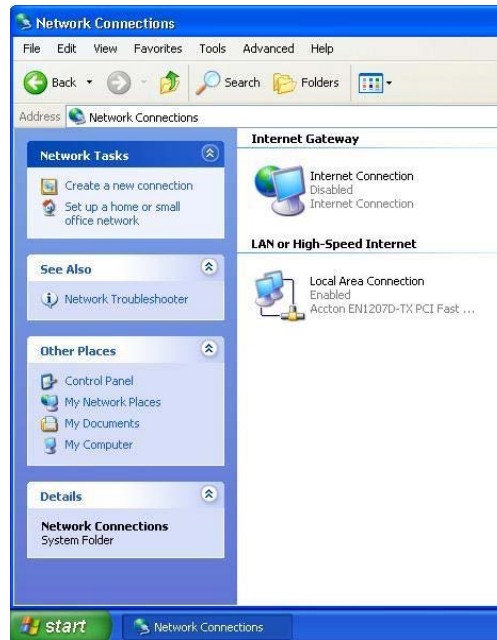 Network Connections
File Edit View Favorites Tools Advanced Help
Back Search Folders
Address Network Connections
Network Tasks
Create a new connection
Set up a home or small
office network
See Also
Network Troubleshooter
Other Places
Control Panel
My Network Places
My Documents
My Computer
Details
Network Connections
System Folder
Internet Gateway
Internet Connection
Disabled
Internet Connection
LAN or High-Speed Internet
Local Area Connection
Enabled
Accton EN1207D-TX PCI Fast ...
start Network Connections